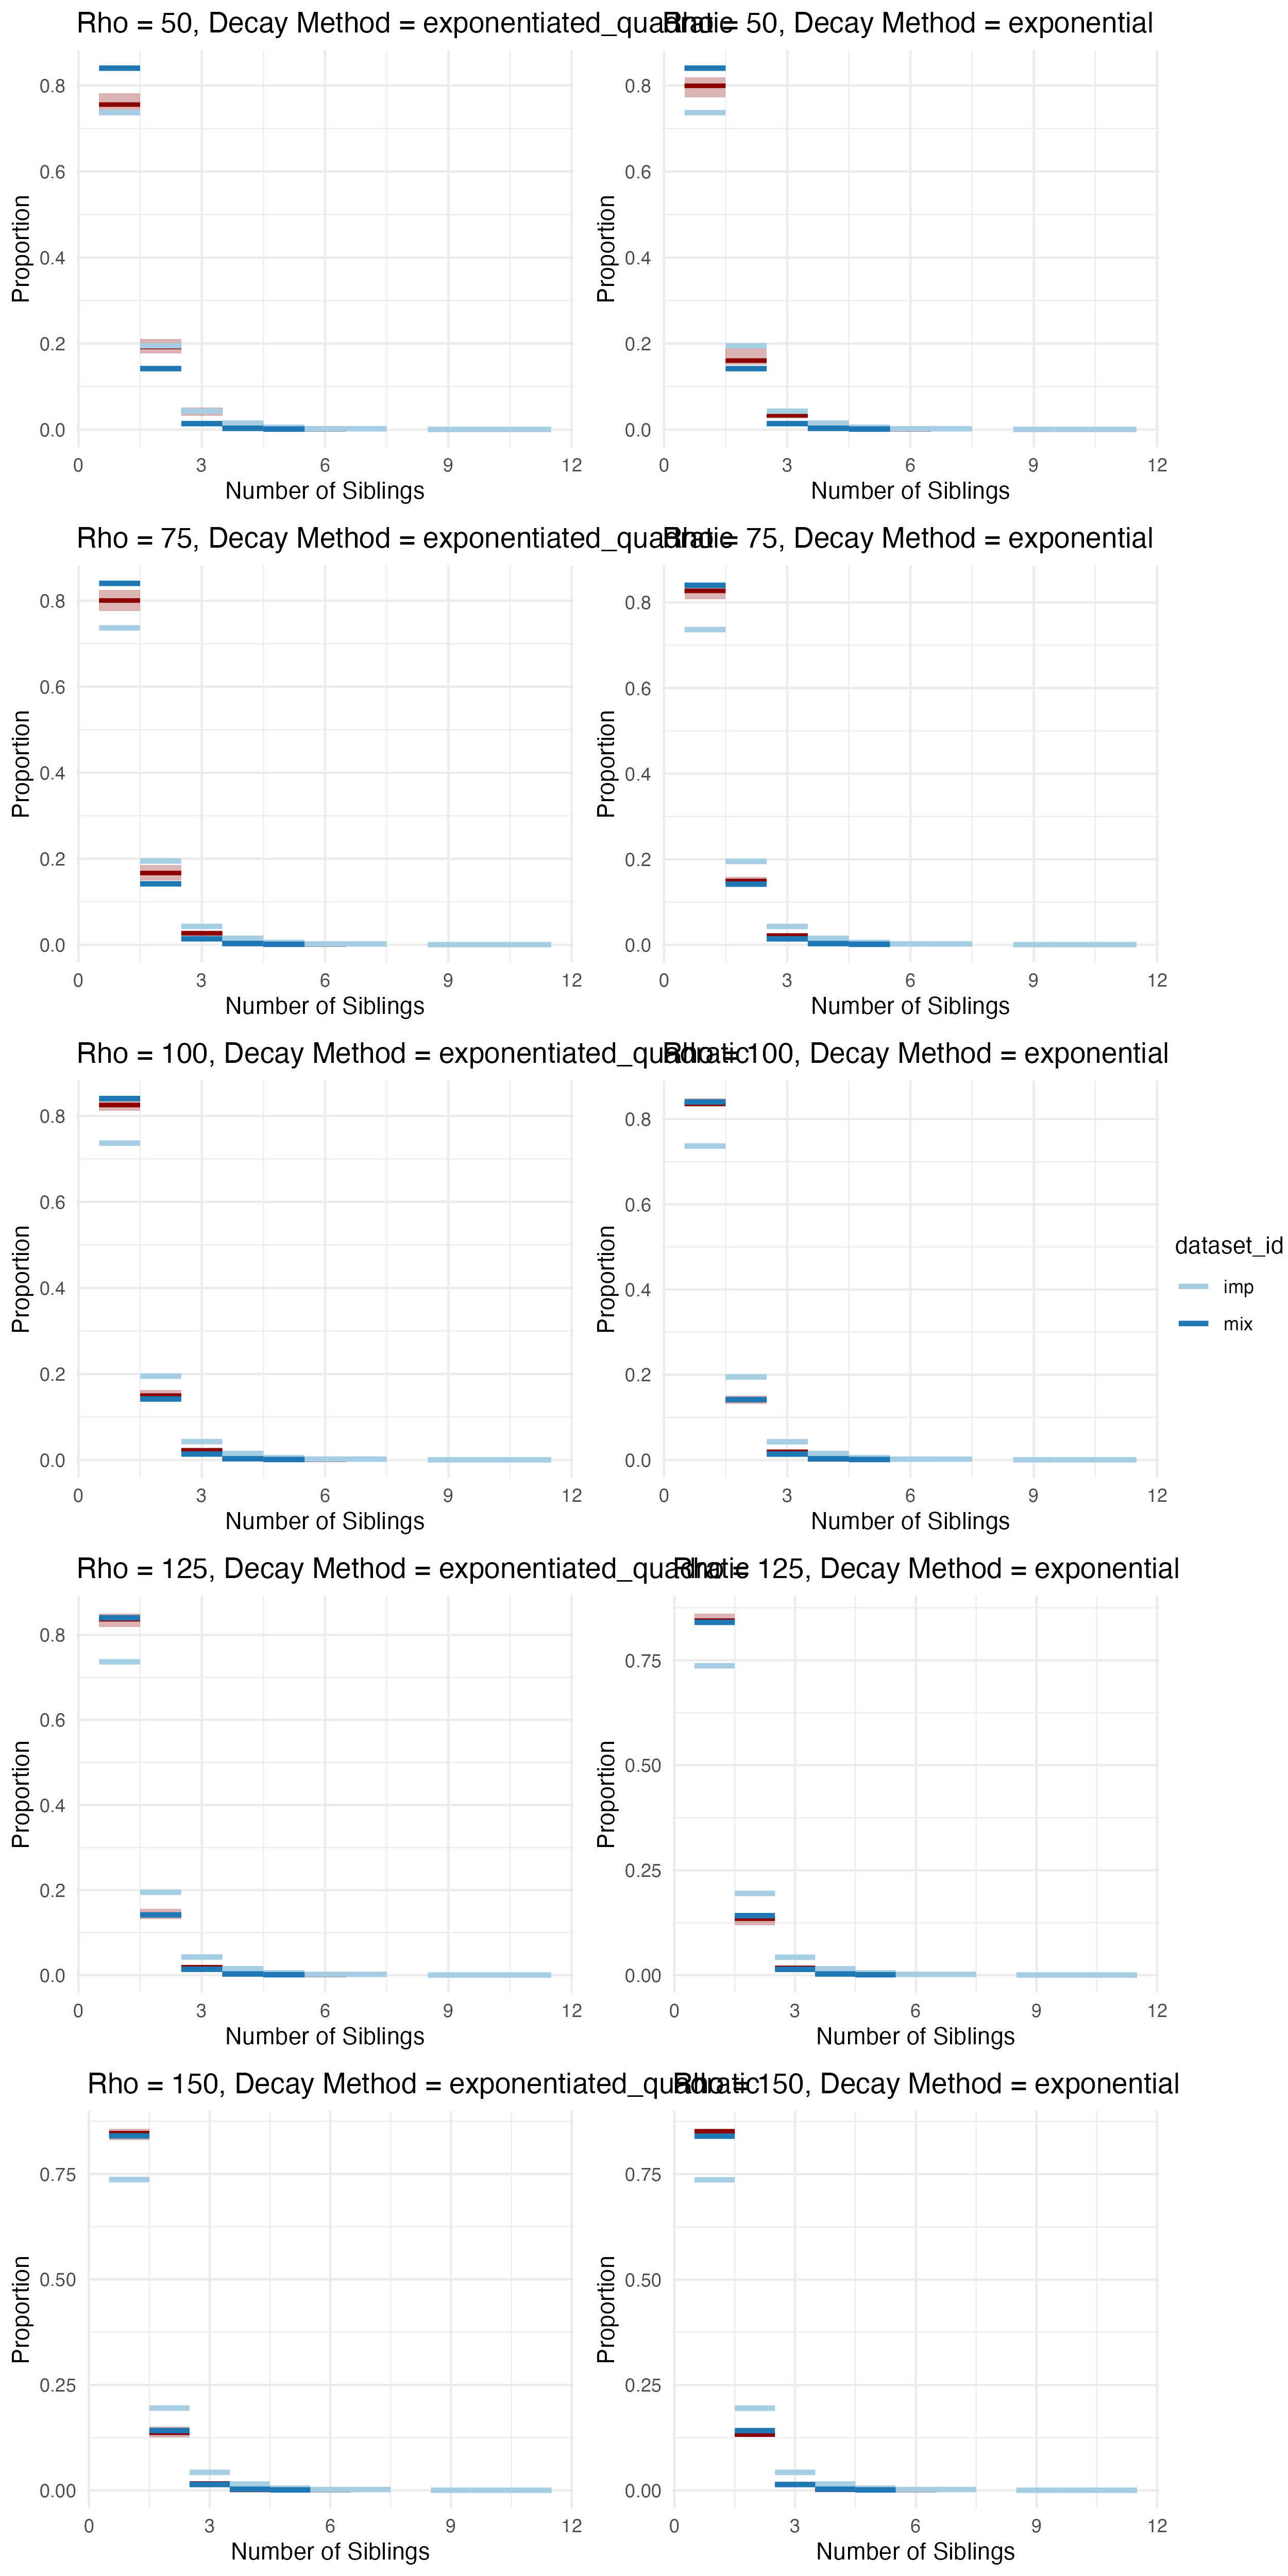 Rho = 50, Decay Method = exponentiated_quadratic
Rho = 50, Decay Method = exponential
0.8
0.6
0.4
0.2
0.0
Proportion
0 3 6 9 12
Number of Siblings
0.8
0.6
0.4
0.2
0.0
Proportion
0 3 6 9 12
Number of Siblings
Rho = 75, Decay Method = exponentiated_quadratic
Rho = 75, Decay Method = exponential
0.8
0.6
0.4
0.2
0.0
Proportion
0 3 6 9 12
Number of Siblings
0.8
0.6
0.4
0.2
0.0
Proportion
0 3 6 9 12
Number of Siblings
Rho = 100, Decay Method = exponentiated_quadratic
Rho = 100, Decay Method = exponential
0.8
0.6
0.4
0.2
0.0
Proportion
0 3 6 9 12
Number of Siblings
0.8
0.6
0.4
0.2
0.0
Proportion
0 3 6 9 12
Number of Siblings
dataset_id
imp
mix
Rho = 125, Decay Method = exponentiated_quadratic
Rho = 125, Decay Method = exponential
0.8
0.6
0.4
0.2
0.0
Proportion
0 3 6 9 12
Number of Siblings
0.75
0.50
0.25
0.00
Proportion
0 3 6 9 12
Number of Siblings
Rho = 150, Decay Method = exponentiated_quadratic
Rho = 150, Decay Method = exponential
0.75
0.50
0.25
0.00
Proportion
0 3 6 9 12
Number of Siblings
0.75
0.50
0.25
0.00
Proportion
0 3 6 9 12
Number of Siblings